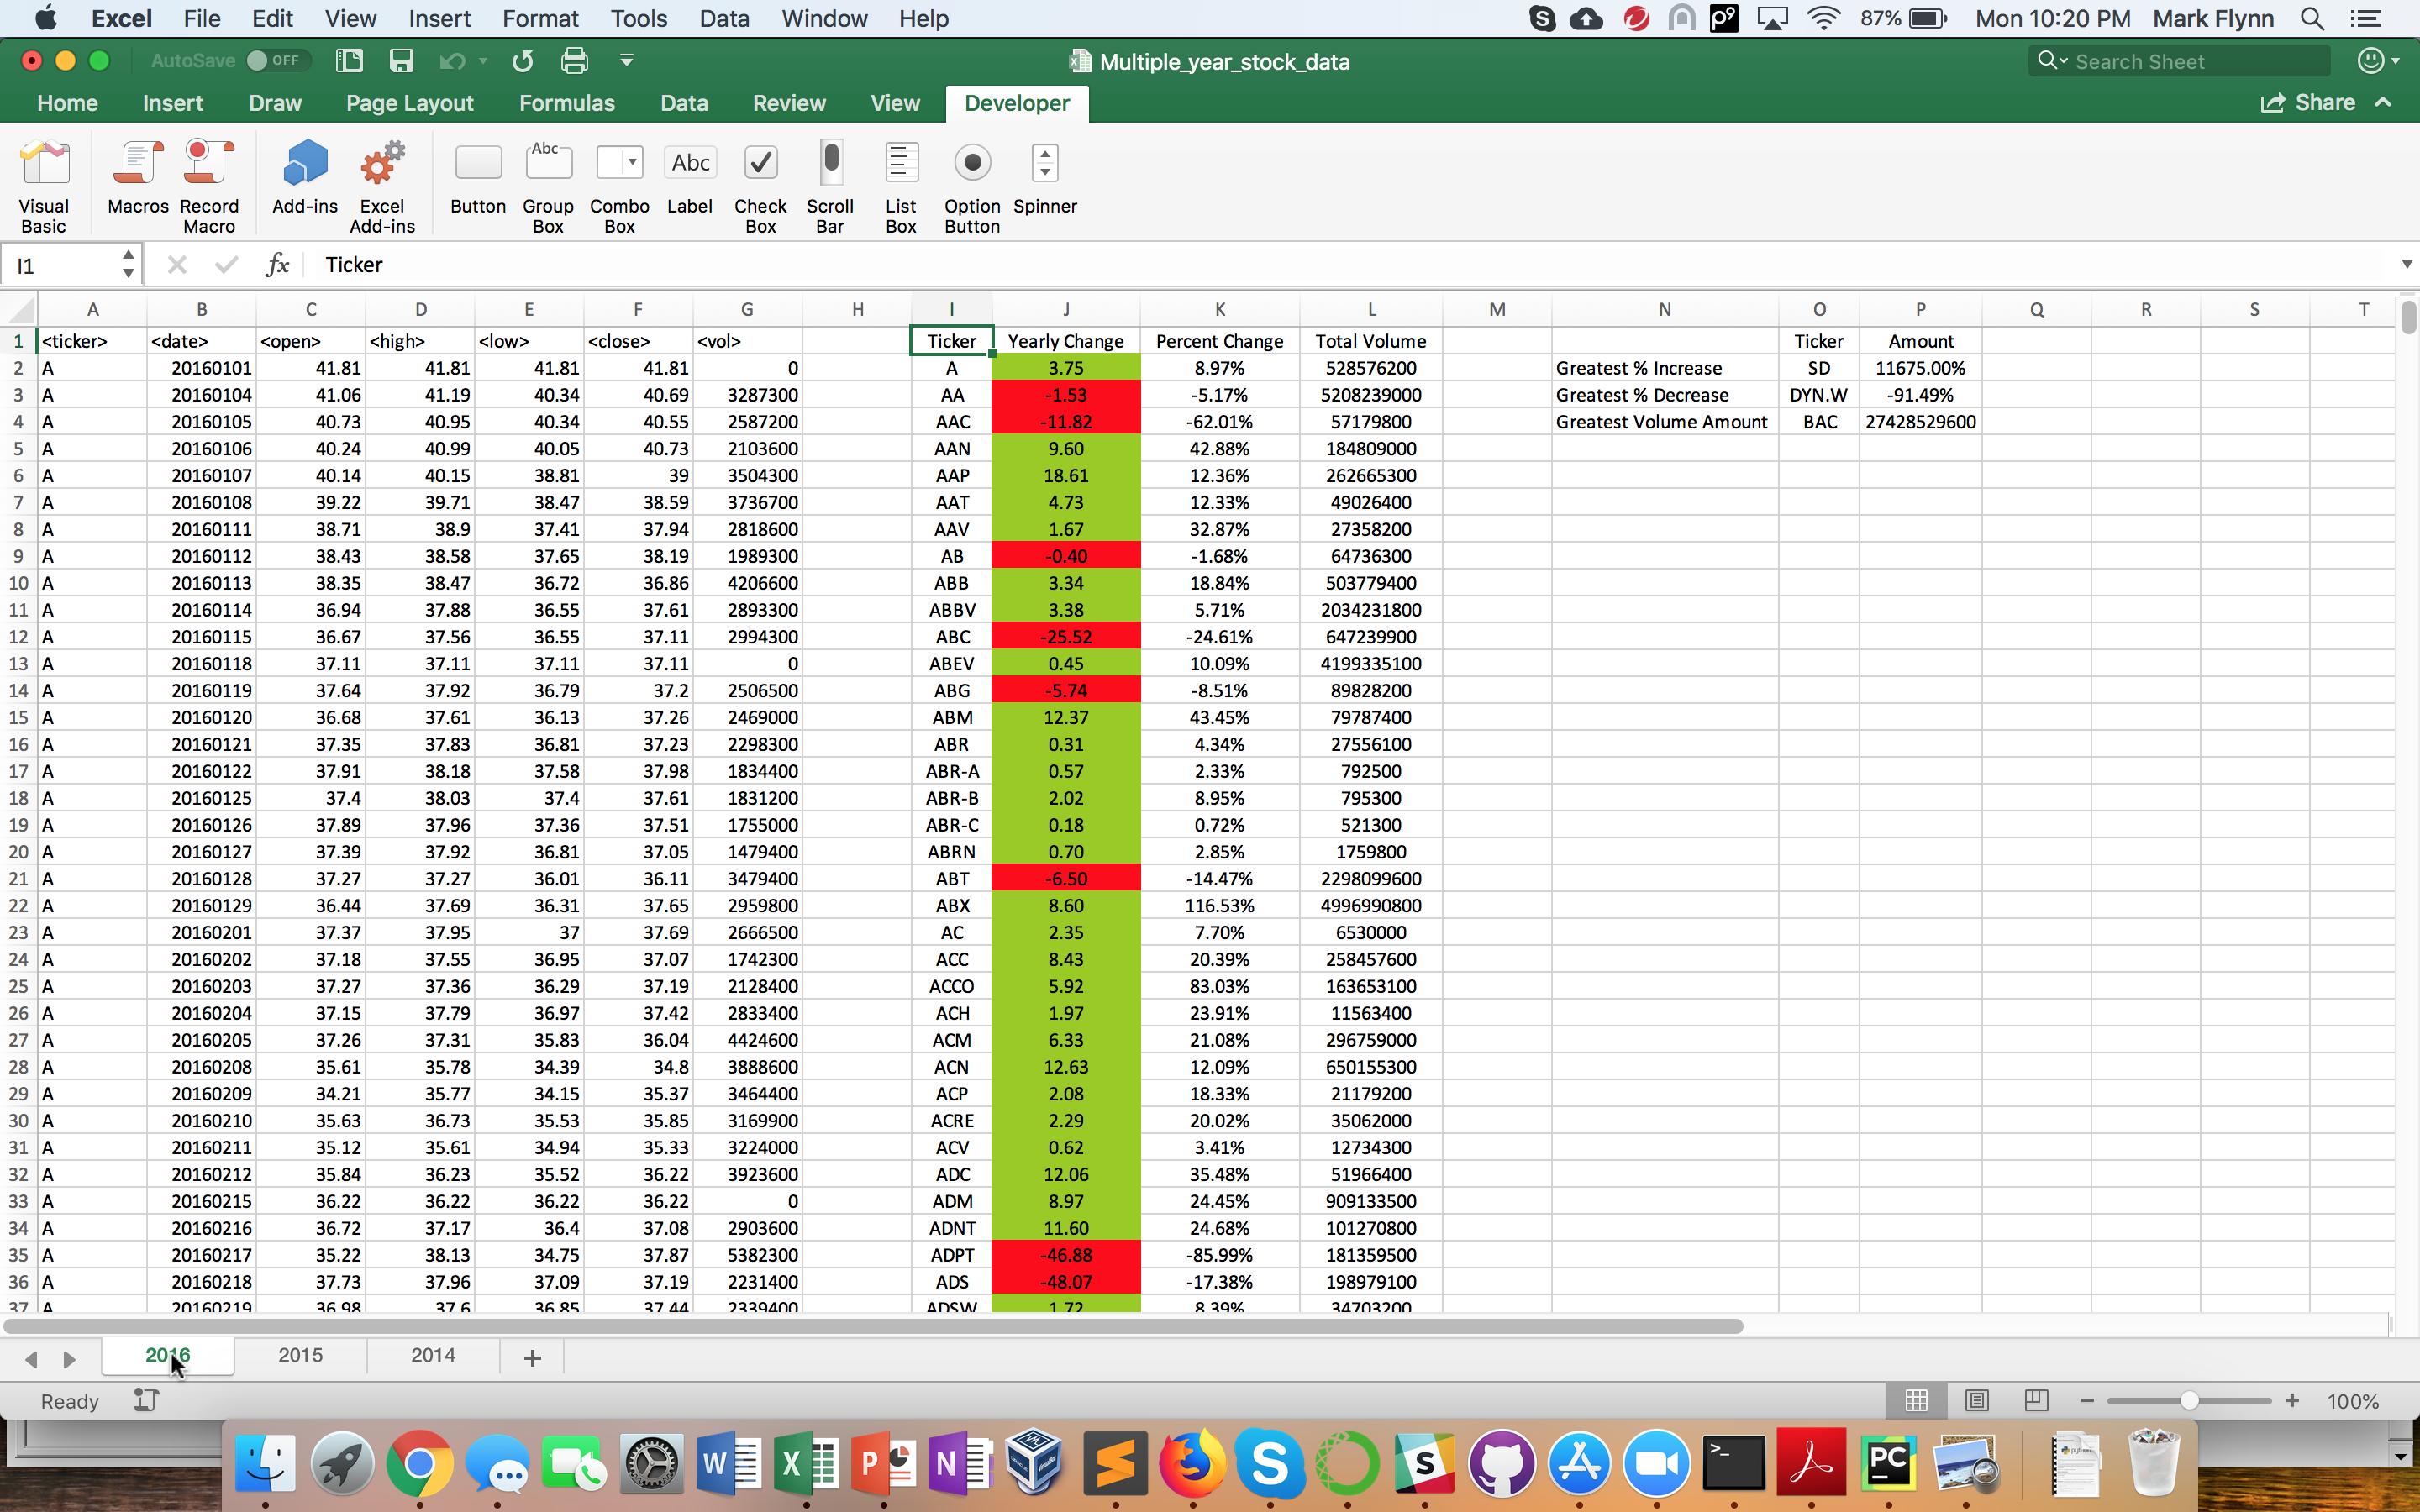 Excel File Edit View Insert Format Tools Data Window Help 87% Mon 10:20 PM Mark Flynn
AutoSave OFF Multiple_year_stock_data Search Sheet
Home Insert Draw Page Layout Formulas Data Review View Developer Share
Visual Basic Macros Record Macro Add-ins Excel Add-ins Button Group Box Combo Box Label Check Box Scroll Bar List Box Option Button Spinner
Abc Abc
I1 fx Ticker
A B C D E F G H I J K L M N O P Q R S T
1 <ticker> <date> <open> <high> <low> <close> <vol> Ticker Yearly Change Percent Change Total Volume Ticker Amount
2 A 20160101 41.81 41.81 41.81 41.81 0 A 3.75 8.97% 528576200 Greatest % Increase SD 11675.00%
3 A 20160104 41.06 41.19 40.34 40.69 3287300 AA -1.53 -5.17% 5208239000 Greatest % Decrease DYN.W -91.49%
4 A 20160105 40.73 40.95 40.34 40.55 2587200 AAC -11.82 -62.01% 57179800 Greatest Volume Amount BAC 27428529600
5 A 20160106 40.24 40.99 40.05 40.73 2103600 AAN 9.60 42.88% 184809000
6 A 20160107 40.14 40.15 38.81 39 3504300 AAP 18.61 12.36% 262665300
7 A 20160108 39.22 39.71 38.47 38.59 3736700 AAT 4.73 12.33% 49026400
8 A 20160111 38.71 38.9 37.41 37.94 2818600 AAV 1.67 32.87% 27358200
9 A 20160112 38.43 38.58 37.65 38.19 1989300 AB -0.40 -1.68% 64736300
10 A 20160113 38.35 38.47 36.72 36.86 4206600 ABB 3.34 18.84% 503779400
11 A 20160114 36.94 37.88 36.55 37.61 2893300 ABBV 3.38 5.71% 2034231800
12 A 20160115 36.67 37.56 36.55 37.11 2994300 ABC -25.52 -24.61% 647239900
13 A 20160118 37.11 37.11 37.11 37.11 0 ABEV 0.45 10.09% 4199335100
14 A 20160119 37.64 37.92 36.79 37.2 2506500 ABG -5.74 -8.51% 89828200
15 A 20160120 36.68 37.61 36.13 37.26 2469000 ABM 12.37 43.45% 79787400
16 A 20160121 37.35 37.83 36.81 37.23 2298300 ABR 0.31 4.34% 27556100
17 A 20160122 37.91 38.18 37.58 37.98 1834400 ABR-A 0.57 2.33% 792500
18 A 20160125 37.4 38.03 37.4 37.61 1831200 ABR-B 2.02 8.95% 795300
19 A 20160126 37.89 37.96 37.36 37.51 1755000 ABR-C 0.18 0.72% 521300
20 A 20160127 37.39 37.92 36.81 37.05 1479400 ABRN 0.70 2.85% 1759800
21 A 20160128 37.27 37.27 36.01 36.11 3479400 ABT -6.50 -14.47% 2298099600
22 A 20160129 36.44 37.69 36.31 37.65 2959800 ABX 8.60 116.53% 4996990800
23 A 20160201 37.37 37.95 37 37.69 2666500 AC 2.35 7.70% 6530000
24 A 20160202 37.18 37.55 36.95 37.07 1742300 ACC 8.43 20.39% 258457600
25 A 20160203 37.27 37.36 36.29 37.19 2128400 ACCO 5.92 83.03% 163653100
26 A 20160204 37.15 37.79 36.97 37.42 2833400 ACH 1.97 23.91% 11563400
27 A 20160205 37.26 37.31 35.83 36.04 4424600 ACM 6.33 21.08% 296759000
28 A 20160208 35.61 35.78 34.39 34.8 3888600 ACN 12.63 12.09% 650155300
29 A 20160209 34.21 35.77 34.15 35.37 3464400 ACP 2.08 18.33% 21179200
30 A 20160210 35.63 36.73 35.53 35.85 3169900 ACRE 2.29 20.02% 35062000
31 A 20160211 35.12 35.61 34.94 35.33 3224000 ACV 0.62 3.41% 12734300
32 A 20160212 35.84 36.23 35.52 36.22 3923600 ADC 12.06 35.48% 51966400
33 A 20160215 36.22 36.22 36.22 36.22 0 ADM 8.97 24.45% 909133500
34 A 20160216 36.72 37.17 36.4 37.08 2903600 ADNT 11.60 24.68% 101270800
35 A 20160217 35.22 38.13 34.75 37.87 5382300 ADPT -46.88 -85.99% 181359500
36 A 20160218 37.73 37.96 37.09 37.19 2231400 ADS -48.07 -17.38% 198979100
37 A 20160219 36.98 37.6 36.85 37.44 2339400 ADSW 1.72 8.39% 34703200
2016 2015 2014
Ready 100%